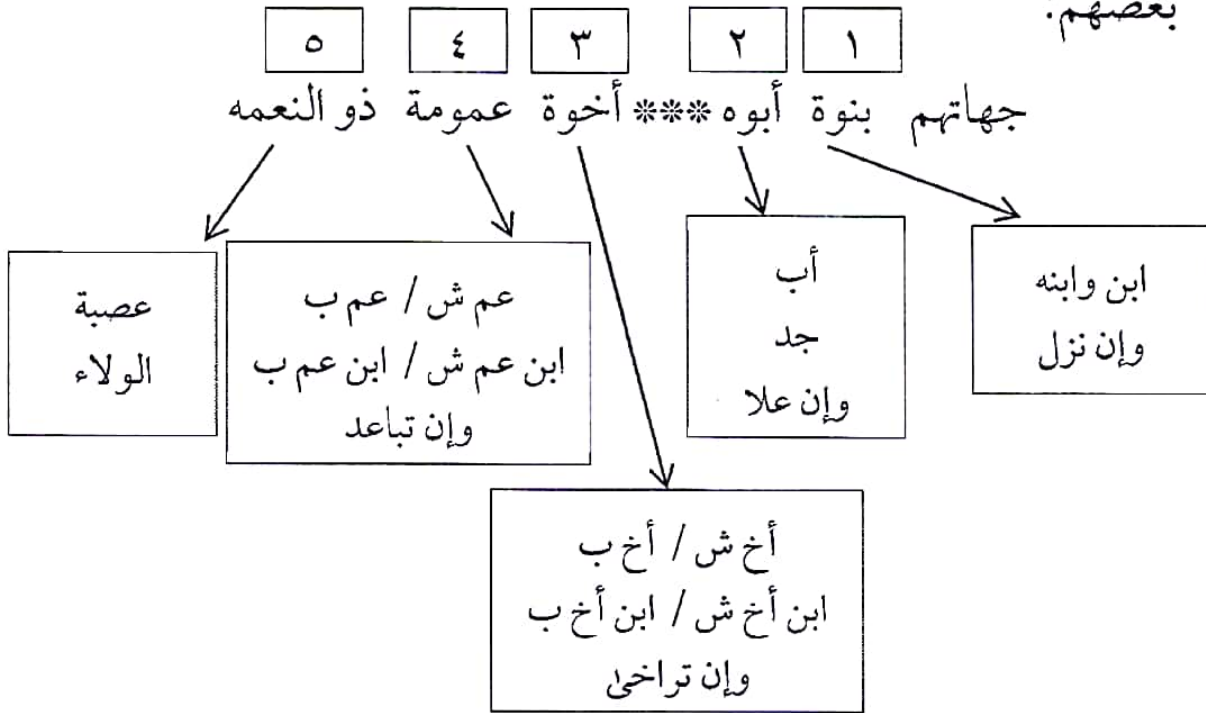 بعضهم:
١ ٢ ٣ ٤ ٥
جهاتهم بنوة أبوه *** أخوة عمومة ذو النعمه
ابن وابنه
وإن نزل
أب
جد
وإن علا
عم ش / عم ب
ابن عم ش / ابن عم ب
وإن تباعد
عصبة
الولاء
أخ ش / أخ ب
ابن أخ ش / ابن أخ ب
وإن تراخى